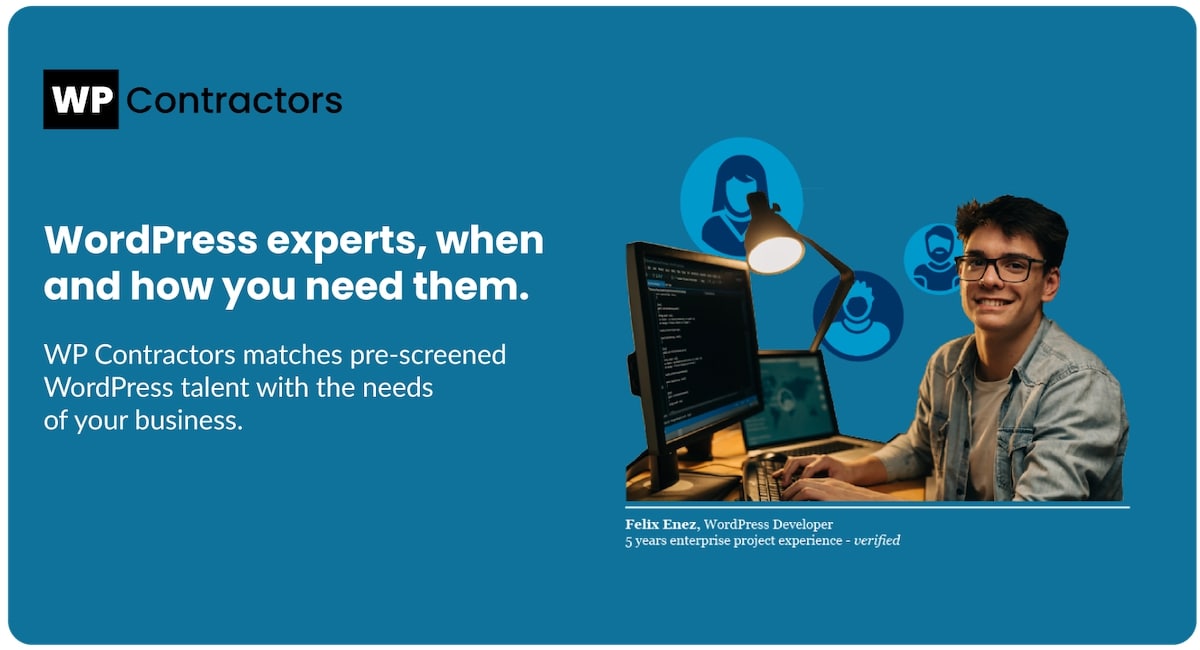 WP Contractors
WordPress experts, when
and how you need them.
WP Contractors matches pre-screened
WordPress talent with the needs
of your business.
Felix Enez, WordPress Developer
5 years enterprise project experience - verified